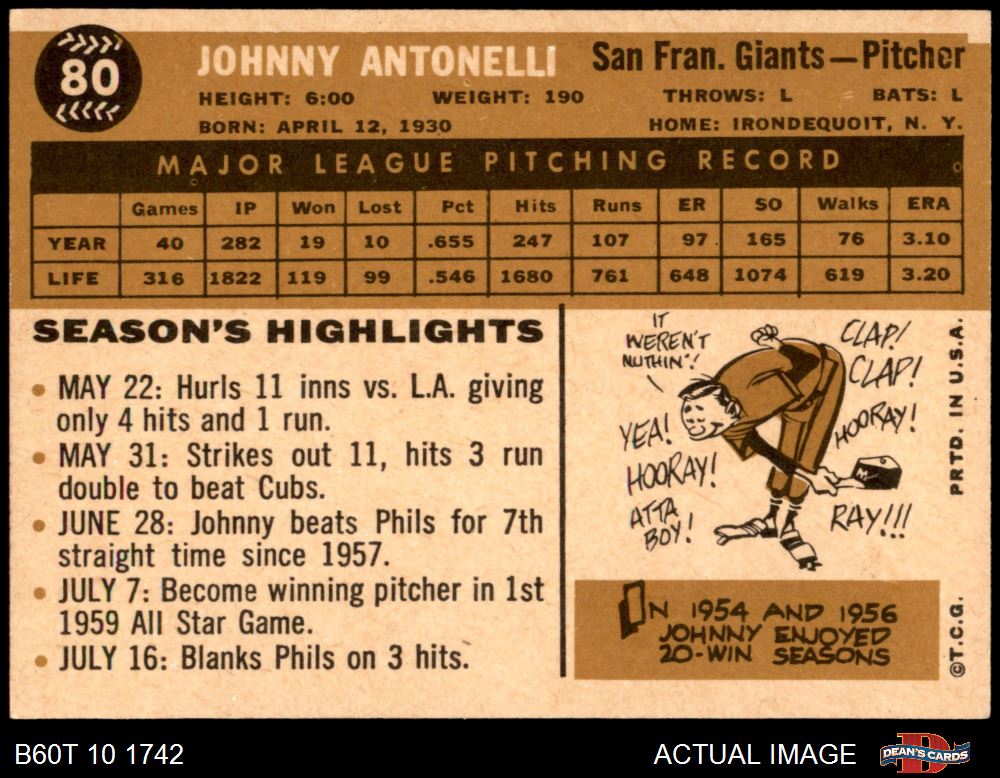 80
JOHNNY ANTONELLI
San Fran. Giants—Pitcher
HEIGHT: 6:00 WEIGHT: 190 THROWS: L BATS: L
BORN: APRIL 12, 1930 HOME: IRONDEQUOIT, N. Y.
MAJOR LEAGUE PITCHING RECORD
Games IP Won Lost Pct Hits Runs ER SO Walks ERA
YEAR 40 282 19 10 .655 247 107 97 165 76 3.10
LIFE 316 1822 119 99 .546 1680 761 648 1074 619 3.20
SEASON'S HIGHLIGHTS
• MAY 22: Hurls 11 inns vs. L.A. giving
only 4 hits and 1 run.
• MAY 31: Strikes out 11, hits 3 run
double to beat Cubs.
• JUNE 28: Johnny beats Phils for 7th
straight time since 1957.
• JULY 7: Become winning pitcher in 1st
1959 All Star Game.
• JULY 16: Blanks Phils on 3 hits.
IT
WEREN'T
NUTHIN'!
CLAP!
CLAP!
YEA!
HOORAY!
HOORAY!
ATTA
BOY!
RAY!!!
IN 1954 AND 1956
JOHNNY ENJOYED
20-WIN SEASONS
PRTD. IN U.S.A.
©T.C.G.
B60T 10 1742
ACTUAL IMAGE
DEAN'S CARDS